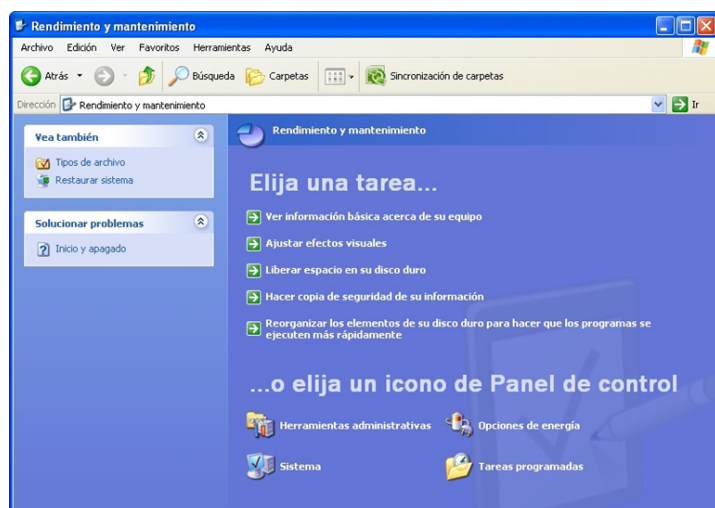 Rendimiento y mantenimiento
Archivo Edición Ver Favoritos Herramientas Ayuda
Atrás Búsqueda Carpetas Sincronización de carpetas
Dirección Rendimiento y mantenimiento Ir
Vea también
Tipos de archivo
Restaurar sistema
Solucionar problemas
Inicio y apagado
Rendimiento y mantenimiento
Elija una tarea...
Ver información básica acerca de su equipo
Ajustar efectos visuales
Liberar espacio en su disco duro
Hacer copia de seguridad de su información
Reorganizar los elementos de su disco duro para hacer que los programas se
ejecuten más rápidamente
...o elija un icono de Panel de control
Herramientas administrativas Opciones de energía
Sistema Tareas programadas